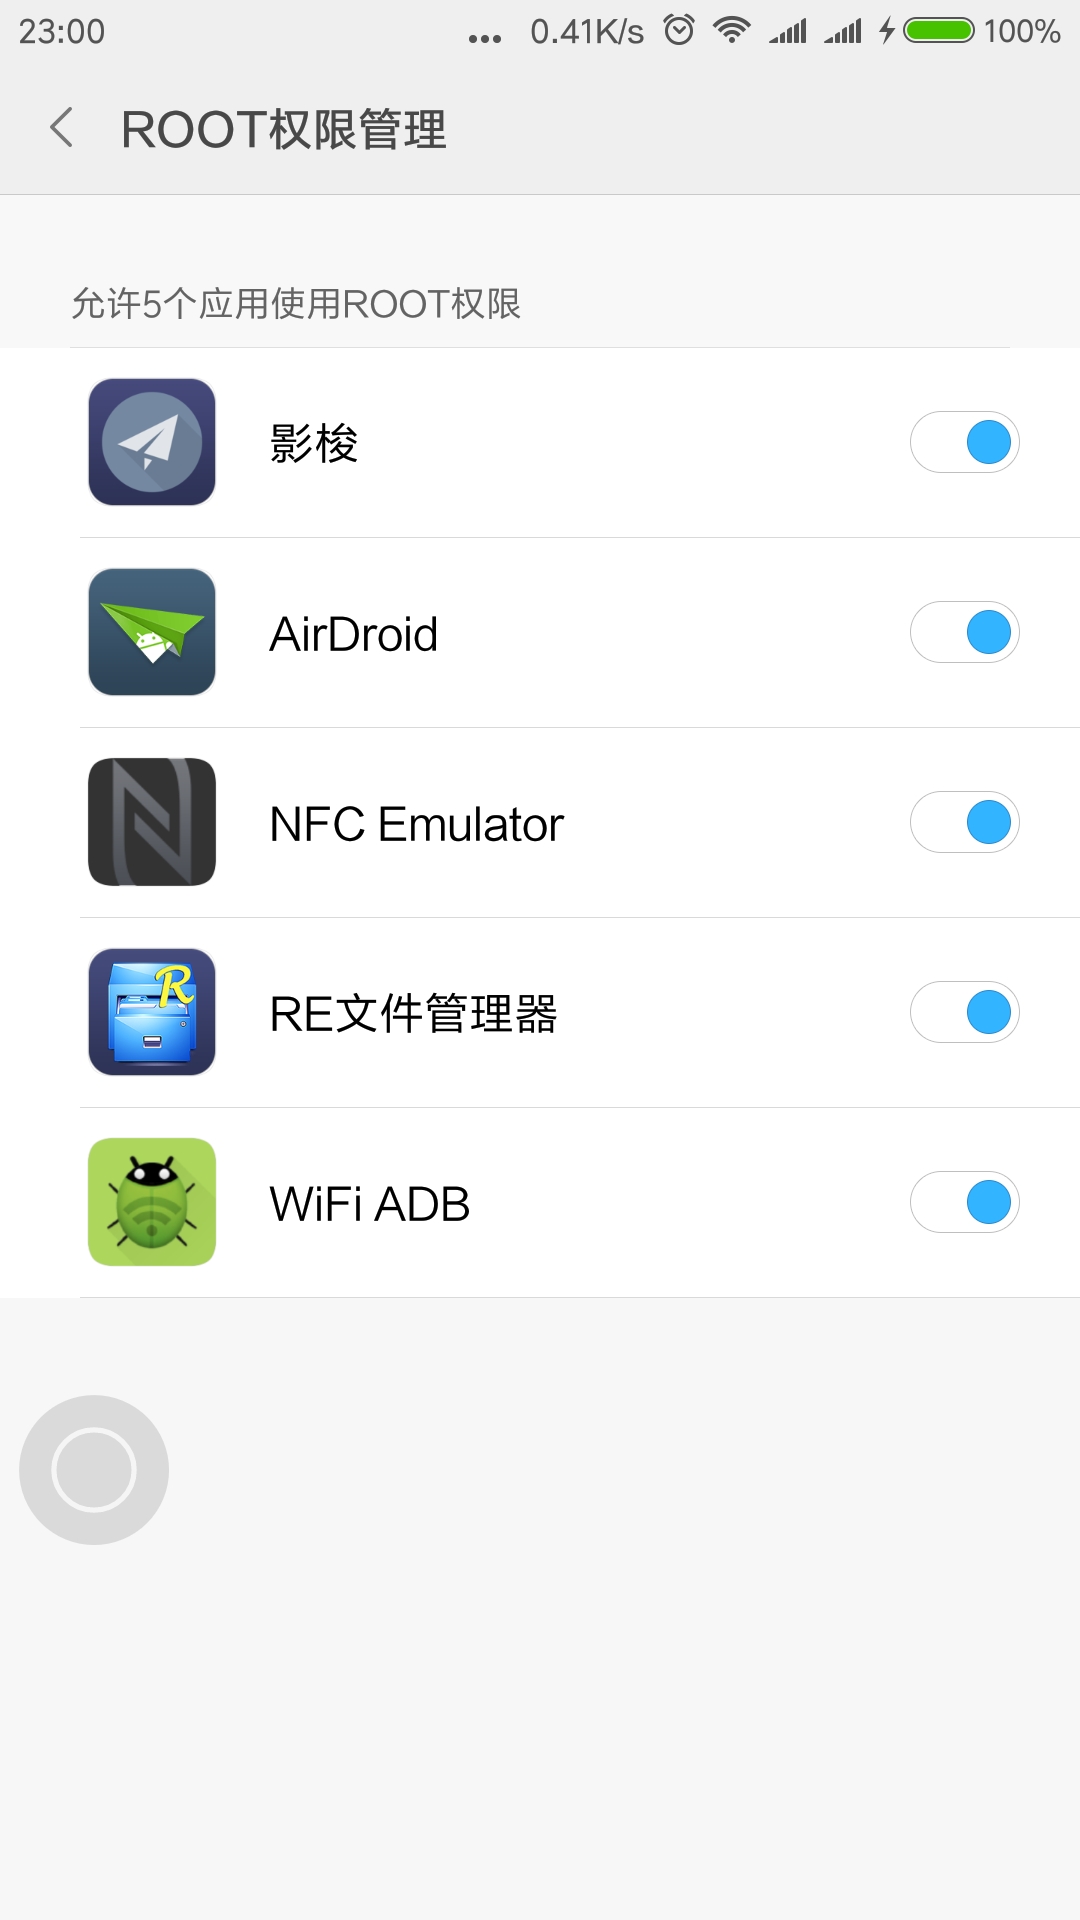 23:00 ... 0.41K/s 100%
ROOT权限管理
允许5个应用使用ROOT权限
影梭
AirDroid
NFC Emulator
R
RE文件管理器
WiFi ADB